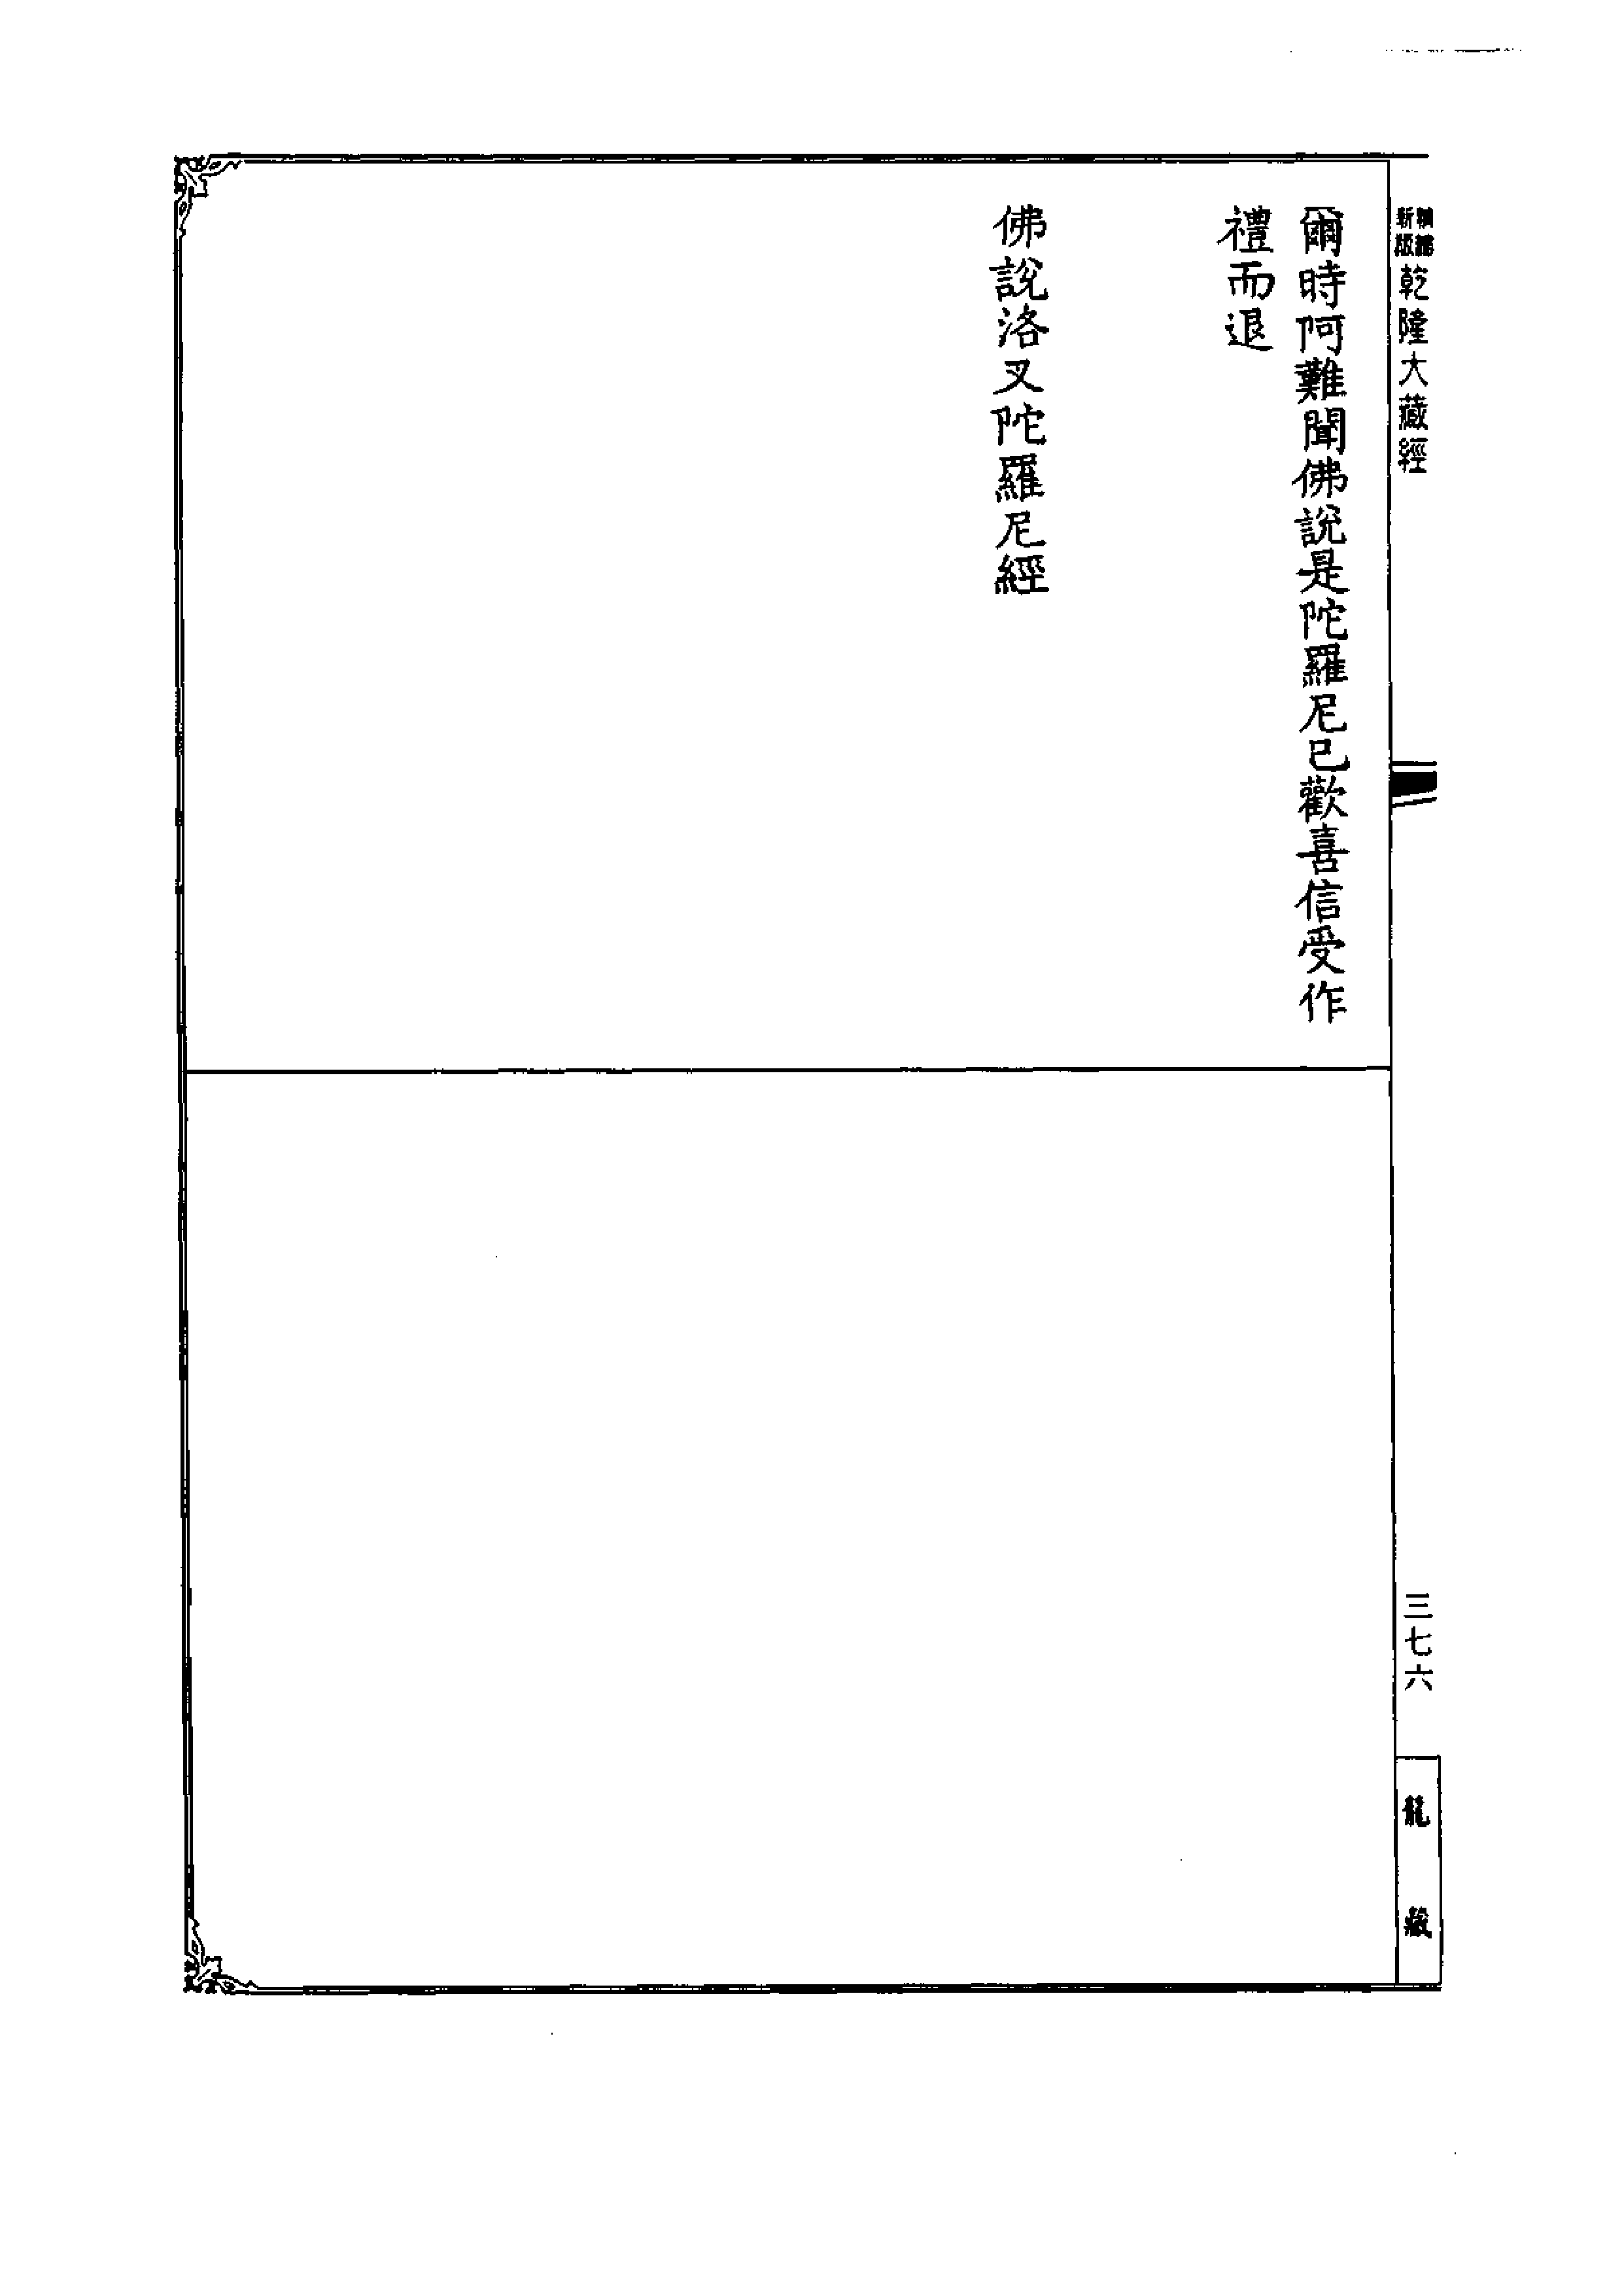 新版乾隆大藏經
爾時阿難聞佛說是陀羅尼已歡喜信受作
禮而退
佛說洛叉陀羅尼經
三七六
龍藏